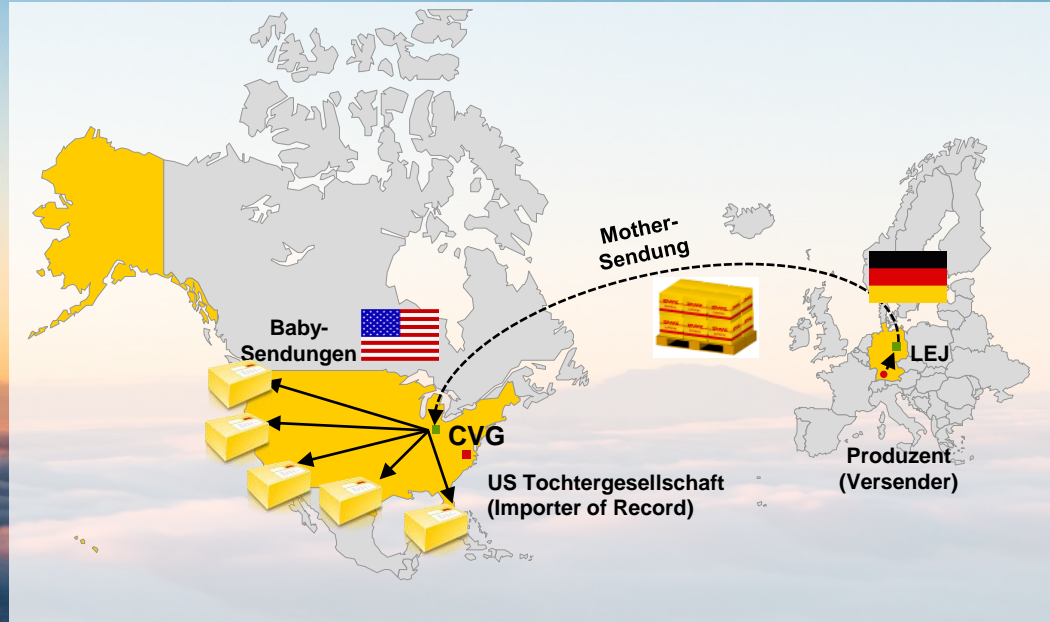 Mother-
Sendung
Baby-
Sendungen
LEJ
CVG
Produzent
(Versender)
US Tochtergesellschaft
(Importer of Record)